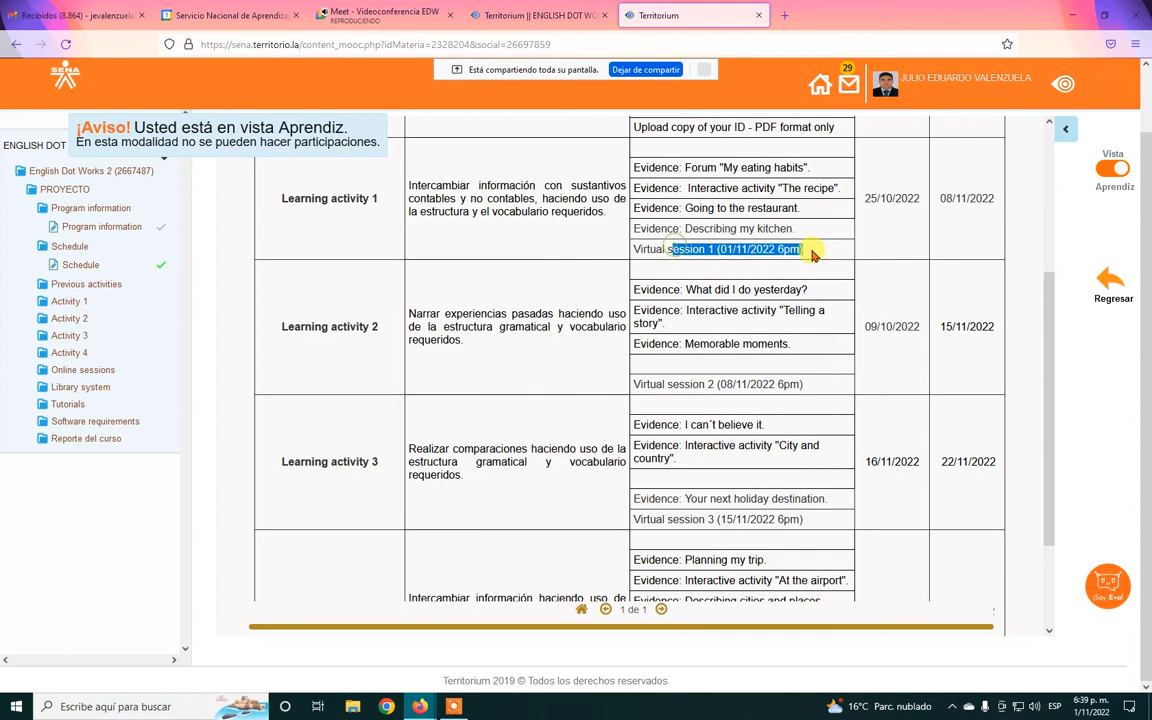 Recibidos (8.864) - jevalenzuela
Servicio Nacional de Aprendizaj
Meet - Videoconferencia EDW
REPRODUCIENDO
Territorium || ENGLISH DOT WO
Territorium
https://sena.territorio.la/content_mooc.php?idMateria=2328204&social=26697859
SENA
Está compartiendo toda su pantalla.
Dejar de compartir
29
JULIO EDUARDO VALENZUELA
¡Aviso! Usted está en vista Aprendiz.
En esta modalidad no se pueden hacer participaciones.
ENGLISH DOT
English Dot Works 2 (2667487)
PROYECTO
Program information
Program information
Schedule
Schedule
Previous activities
Activity 1
Activity 2
Activity 3
Activity 4
Online sessions
Library system
Tutorials
Software requirements
Reporte del curso
Upload copy of your ID - PDF format only
Learning activity 1
Intercambiar información con sustantivos
contables y no contables, haciendo uso de
la estructura y el vocabulario requeridos.
Evidence: Forum "My eating habits".
Evidence: Interactive activity "The recipe".
Evidence: Going to the restaurant.
Evidence: Describing my kitchen.
Virtual session 1 (01/11/2022 6pm)
25/10/2022
08/11/2022
Learning activity 2
Narrar experiencias pasadas haciendo uso
de la estructura gramatical y vocabulario
requeridos.
Evidence: What did I do yesterday?
Evidence: Interactive activity "Telling a
story".
Evidence: Memorable moments.
Virtual session 2 (08/11/2022 6pm)
09/10/2022
15/11/2022
Learning activity 3
Realizar comparaciones haciendo uso de la
estructura gramatical y vocabulario
requeridos.
Evidence: I can´t believe it.
Evidence: Interactive activity "City and
country".
Evidence: Your next holiday destination.
Virtual session 3 (15/11/2022 6pm)
16/11/2022
22/11/2022
Intercambiar información haciendo uso de
Evidence: Planning my trip.
Evidence: Interactive activity "At the airport".
Evidence: Describing cities and places
1 de 1
Vista
Aprendiz
Regresar
¡Soy Eva!
Territorium 2019 © Todos los derechos reservados.
Escribe aquí para buscar
16°C Parc. nublado
ESP
6:39 p. m.
1/11/2022